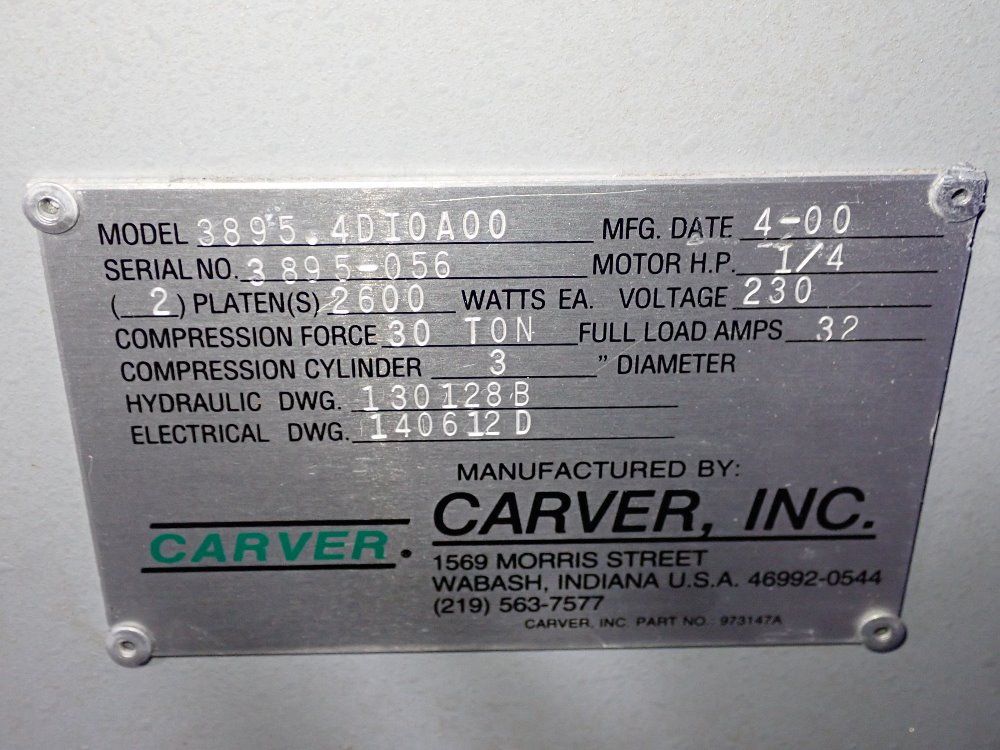 MODEL 3895.4DI0A00 MFG. DATE 4-00
SERIAL NO. 3895-056 MOTOR H.P. 1/4
( 2 ) PLATEN(S) 2600 WATTS EA. VOLTAGE 230
COMPRESSION FORCE 30 TON FULL LOAD AMPS 32
COMPRESSION CYLINDER 3 " DIAMETER
HYDRAULIC DWG. 130128B
ELECTRICAL DWG. 140612D
MANUFACTURED BY:
CARVER, INC.
CARVER.
1569 MORRIS STREET
WABASH, INDIANA U.S.A. 46992-0544
(219) 563-7577
CARVER, INC. PART NO.: 973147A